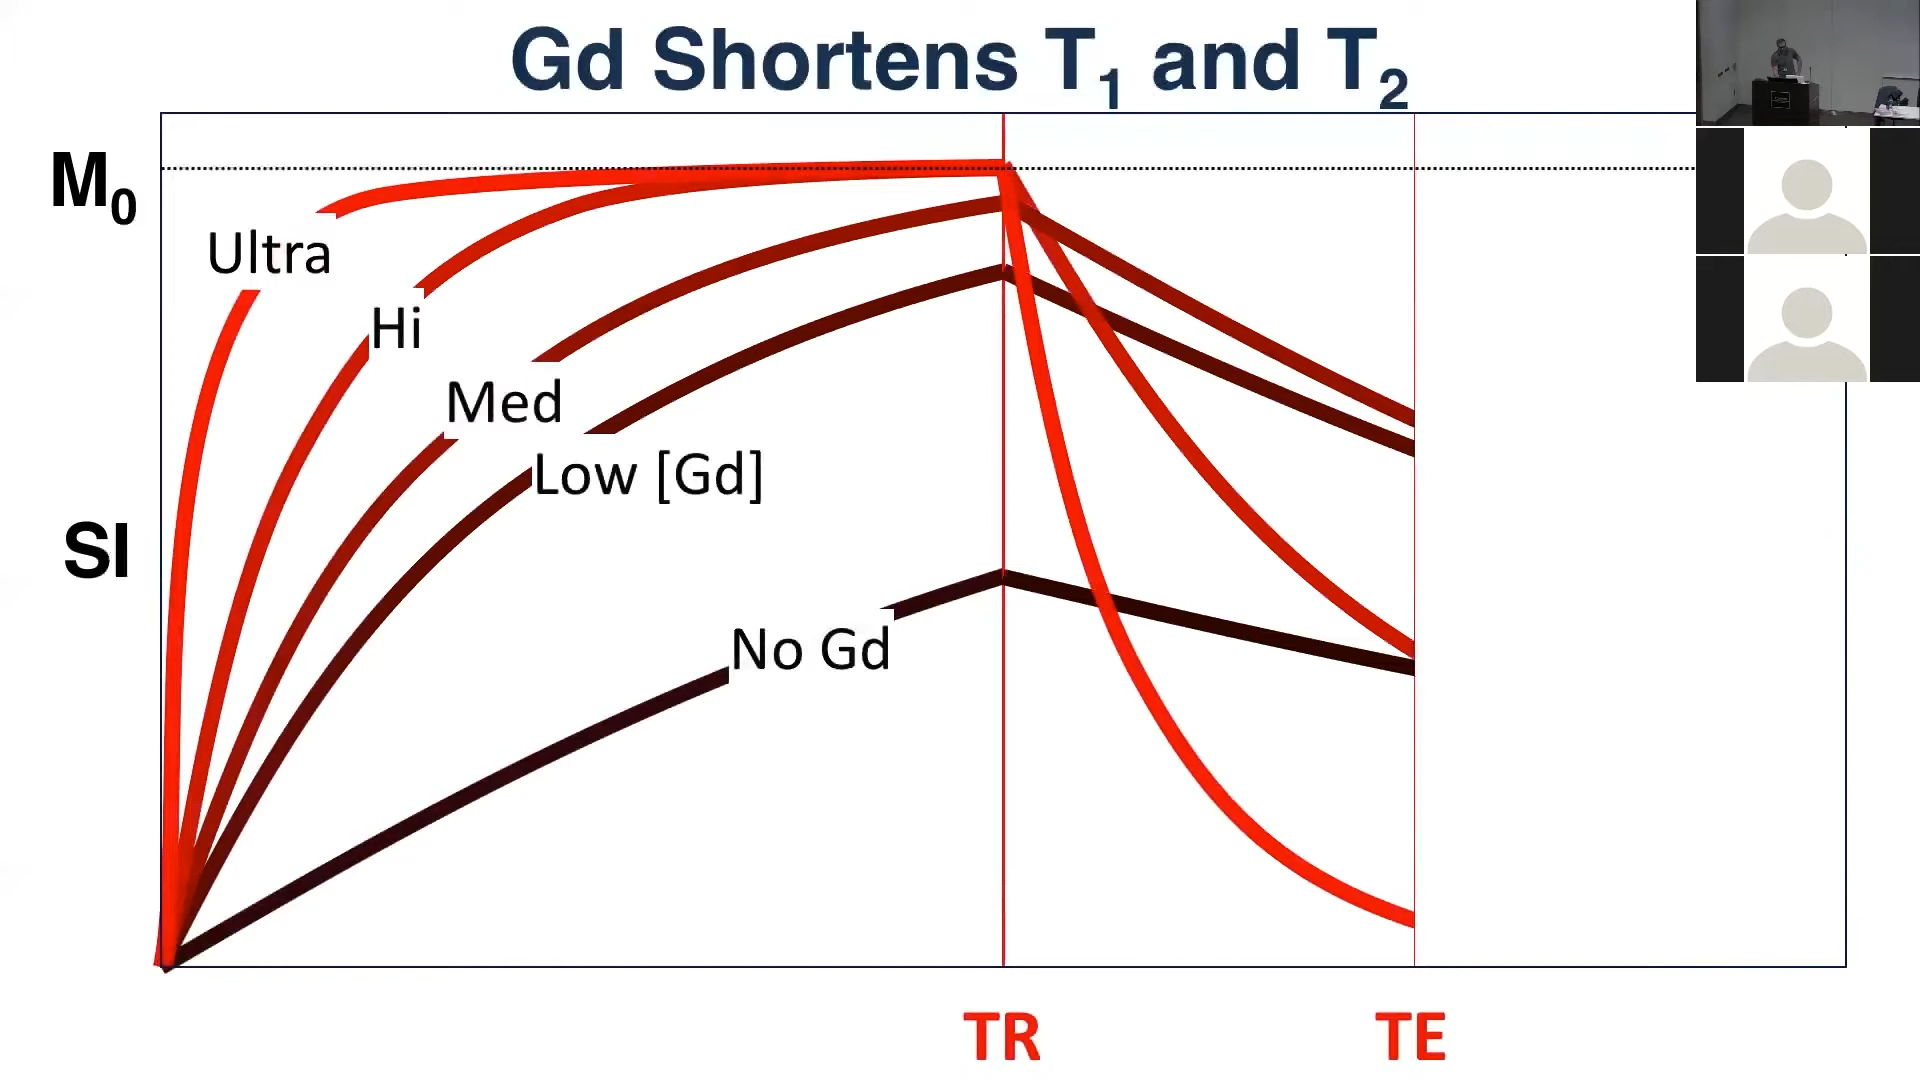 Gd Shortens T₁ and T₂
M₀
Ultra
Hi
Med
Low [Gd]
SI
No Gd
TR
TE